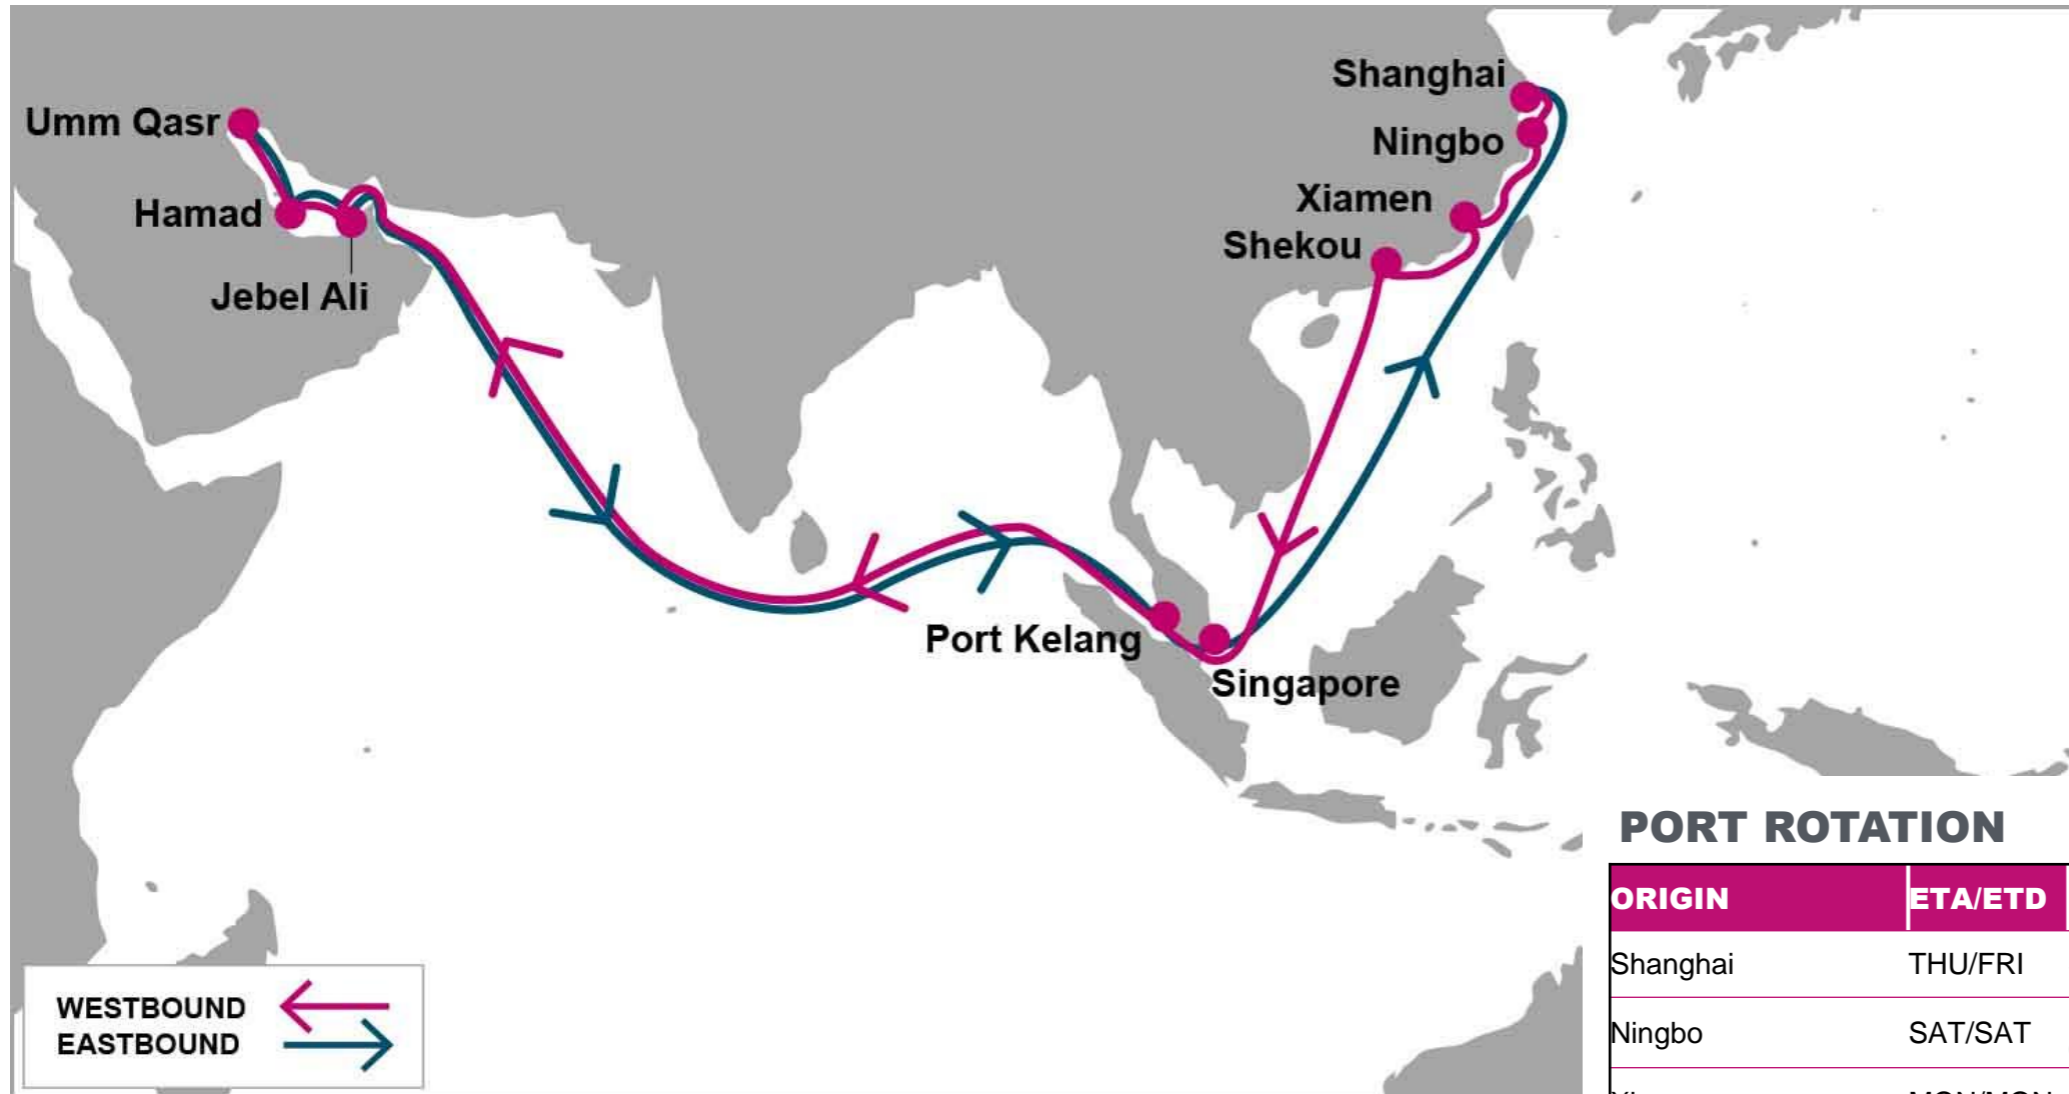 Shanghai
Umm Qasr
Ningbo
Xiamen
Hamad
Shekou
Jebel Ali
Port Kelang
Singapore
WESTBOUND
EASTBOUND
PORT ROTATION
ORIGIN ETA/ETD
Shanghai THU/FRI
Ningbo SAT/SAT